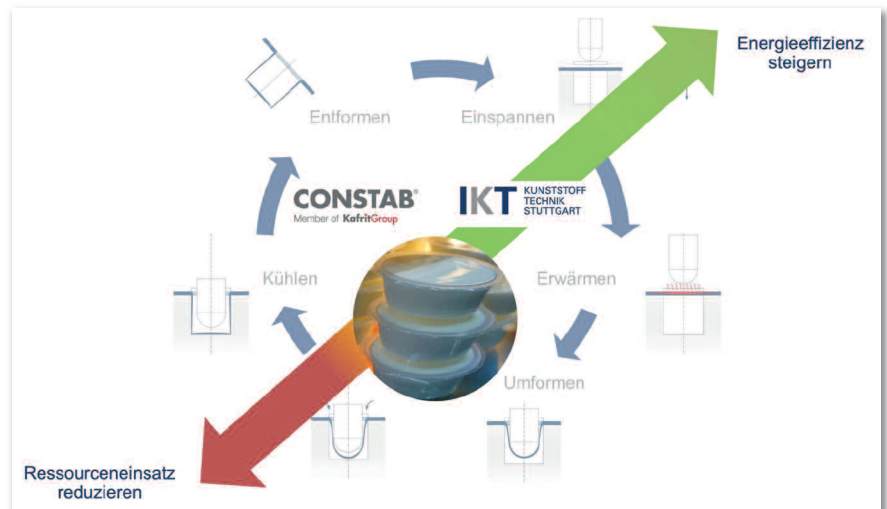 Energieeffizienz
steigern
Entformen
Einspannen
CONSTAB®
Member of KafritGroup
IKT
KUNSTSTOFF
TECHNIK
STUTTGART
Kühlen
Erwärmen
Umformen
Ressourceneinsatz
reduzieren